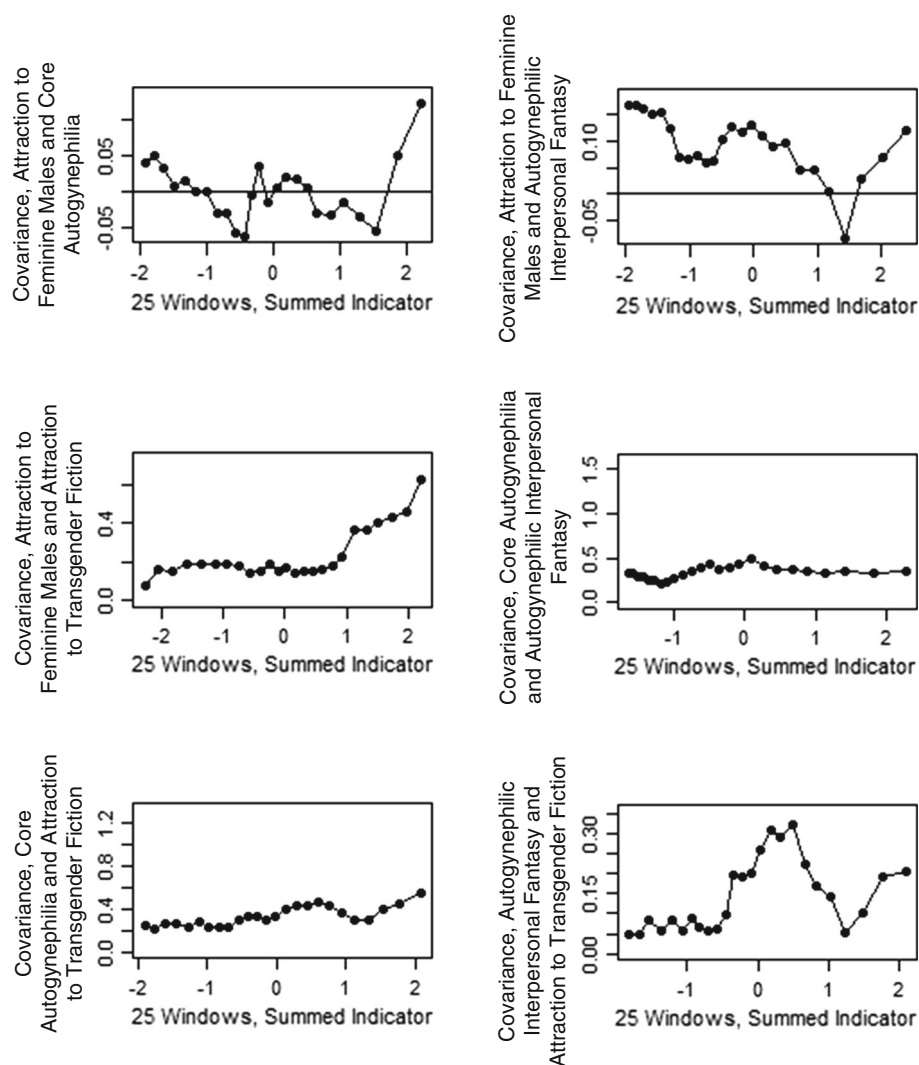 Covariance, Attraction to
Feminine Males and Core
Autogynephilia
0.05
-0.05
-2 -1 0 1 2
25 Windows, Summed Indicator
Covariance, Attraction to Feminine
Males and Autogynephilic
Interpersonal Fantasy
0.10
-0.05
-2 -1 0 1 2
25 Windows, Summed Indicator
Covariance, Attraction to
Feminine Males and Attraction
to Transgender Fiction
0.4
0.0
-2 -1 0 1 2
25 Windows, Summed Indicator
Covariance, Core Autogynephilia
and Autogynephilic Interpersonal
Fantasy
1.5
1.0
0.5
0.0
-1 0 1 2
25 Windows, Summed Indicator
Covariance, Core
Autogynephilia and Attraction
to Transgender Fiction
1.2
0.8
0.4
0.0
-2 -1 0 1 2
25 Windows, Summed Indicator
Covariance, Autogynephilic
Interpersonal Fantasy and
Attraction to Transgender Fiction
0.30
0.15
0.00
-1 0 1 2
25 Windows, Summed Indicator